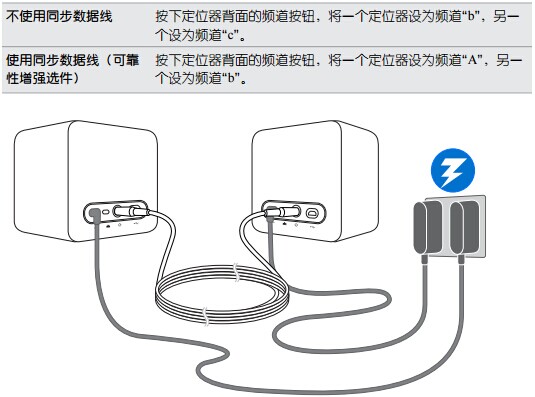 不使用同步数据线
按下定位器背面的频道按钮，将一个定位器设为频道“b”，另一
个设为频道“c”。
使用同步数据线（可靠
性增强选件）
按下定位器背面的频道按钮，将一个定位器设为频道“A”，另一
个设为频道“b”。